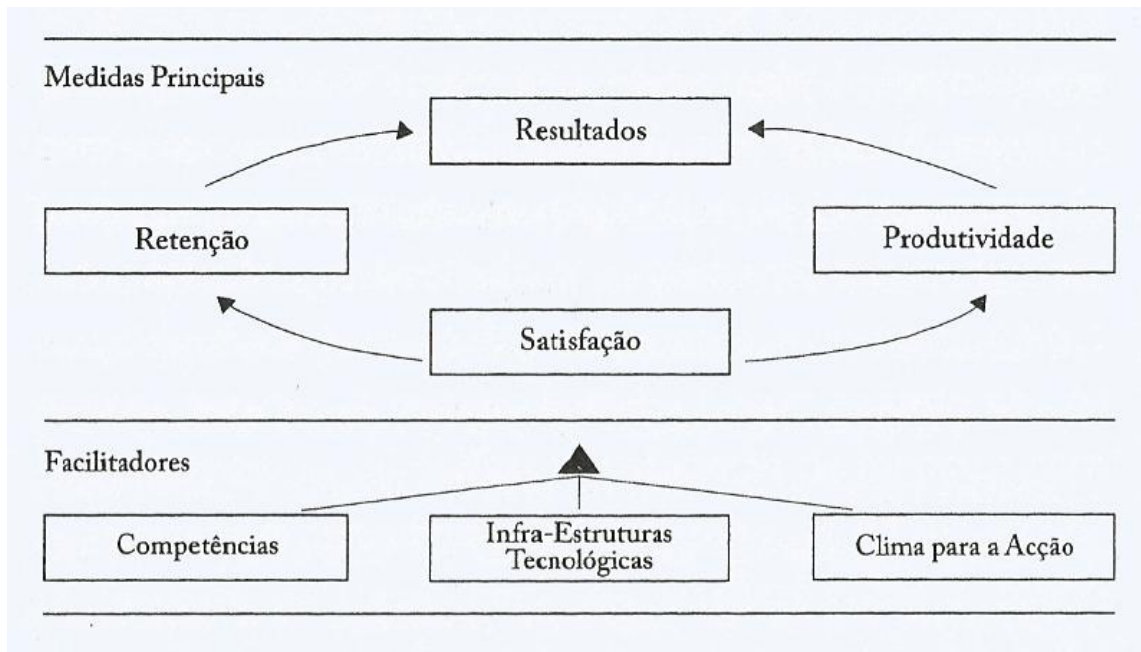 Medidas Principais
Resultados
Retenção
Produtividade
Satisfação
Facilitadores
Competências
Infra-Estruturas
Tecnológicas
Clima para a Acção